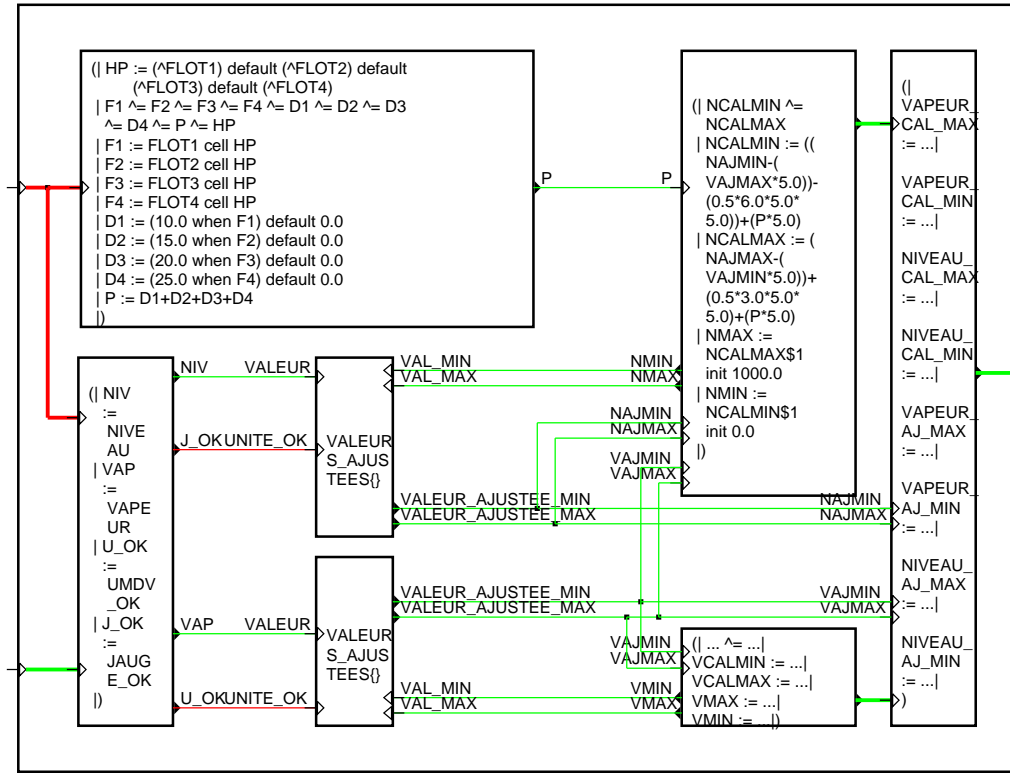 (| HP := (^FLOT1) default (^FLOT2) default
(^FLOT3) default (^FLOT4)
| F1 ^= F2 ^= F3 ^= F4 ^= D1 ^= D2 ^= D3
^= D4 ^= P ^= HP
| F1 := FLOT1 cell HP
| F2 := FLOT2 cell HP
| F3 := FLOT3 cell HP
| F4 := FLOT4 cell HP
| D1 := (10.0 when F1) default 0.0
| D2 := (15.0 when F2) default 0.0
| D3 := (20.0 when F3) default 0.0
| D4 := (25.0 when F4) default 0.0
| P := D1+D2+D3+D4
|)
P
P
(| NCALMIN ^=
NCALMAX
| NCALMIN := ((
NAJMIN-(
VAJMAX*5.0))-
(0.5*6.0*5.0*
5.0))+(P*5.0)
| NCALMAX := (
NAJMAX-(
VAJMIN*5.0))+
(0.5*3.0*5.0*
5.0)+(P*5.0)
| NMAX :=
NCALMAX$1
init 1000.0
| NMIN :=
NCALMIN$1
init 0.0
|)
(|
VAPEUR_
CAL_MAX
:= ...|
VAPEUR_
CAL_MIN
:= ...|
NIVEAU_
CAL_MAX
:= ...|
NIVEAU_
CAL_MIN
:= ...|
VAPEUR_
AJ_MAX
:= ...|
VAPEUR_
AJ_MIN
:= ...|
NIVEAU_
AJ_MAX
:= ...|
NIVEAU_
AJ_MIN
:= ...|
)
(| NIV
:=
NIVE
AU
| VAP
:=
VAPE
UR
| U_OK
:=
UMDV
_OK
| J_OK
:=
JAUG
E_OK
|)
NIV VALEUR
J_OK UNITE_OK
VALEUR
S_AJUS
TEES{}
VAL_MIN NMIN
VAL_MAX NMAX
NAJMIN
NAJMAX
VAJMIN
VAJMAX
VALEUR_AJUSTEE_MIN NAJMIN
VALEUR_AJUSTEE_MAX NAJMAX
VAP VALEUR
U_OK UNITE_OK
VALEUR
S_AJUS
TEES{}
VALEUR_AJUSTEE_MIN VAJMIN
VALEUR_AJUSTEE_MAX VAJMAX
VAJMIN
VAJMAX
VAL_MIN VMIN
VAL_MAX VMAX
(| ... ^= ...|
VCALMIN := ...|
VCALMAX := ...|
VMAX := ...|
VMIN := ...|)